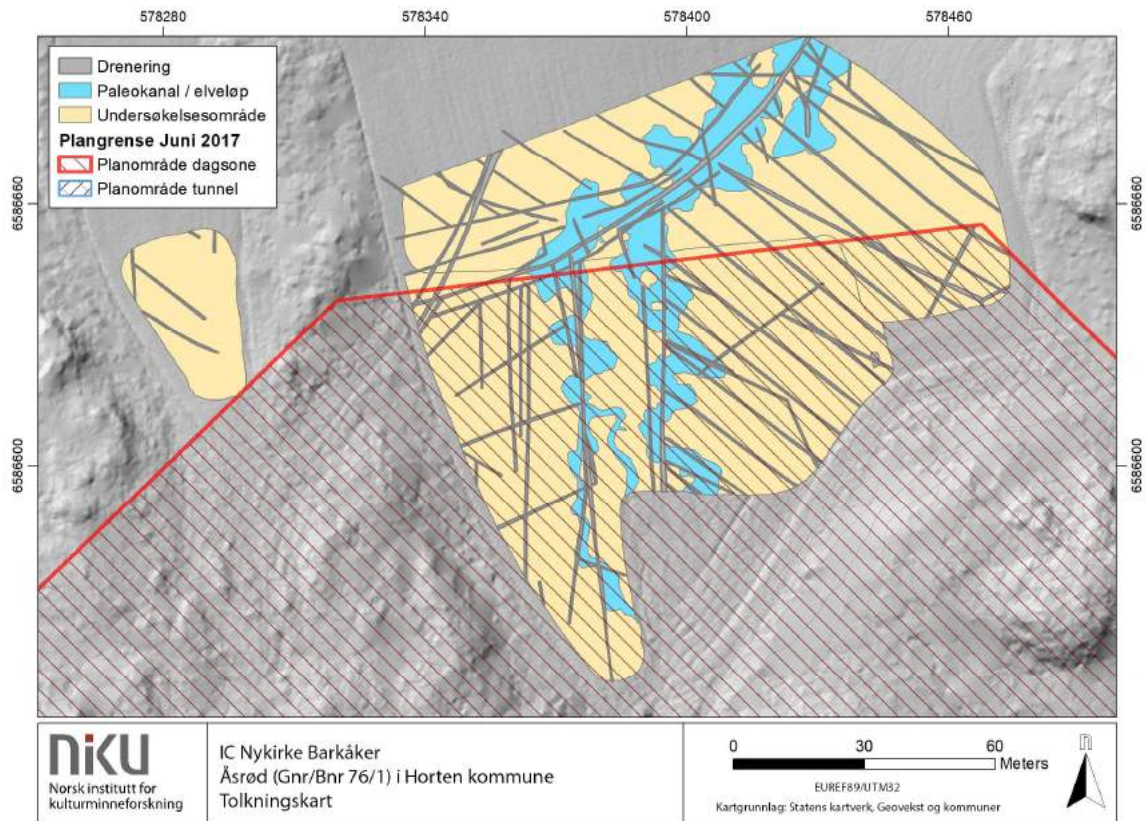 578280
578340
578400
578460
Drenering
Paleokanal / elveløp
Undersøkelsesområde
Plangrense Juni 2017
Planområde dagsone
Planområde tunnel
6586660
6586660
6586600
6586600
niku
Norsk institutt for
kulturminneforskning
IC Nykirke Barkåker
Åsrød (Gnr/Bnr 76/1) i Horten kommune
Tolkningskart
0
30
60
Meters
EUREF89/UTM32
Kartgrunnlag: Statens kartverk, Geovekst og kommuner
n